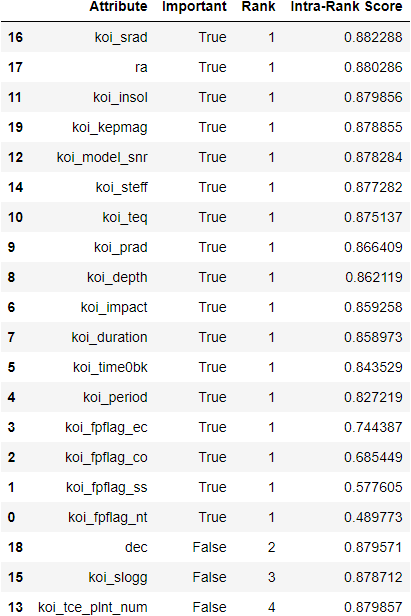 Attribute Important Rank Intra-Rank Score
16 koi_srad True 1 0.882288
17 ra True 1 0.880286
11 koi_insol True 1 0.879856
19 koi_kepmag True 1 0.878855
12 koi_model_snr True 1 0.878284
14 koi_steff True 1 0.877282
10 koi_teq True 1 0.875137
9 koi_prad True 1 0.866409
8 koi_depth True 1 0.862119
6 koi_impact True 1 0.859258
7 koi_duration True 1 0.858973
5 koi_time0bk True 1 0.843529
4 koi_period True 1 0.827219
3 koi_fpflag_ec True 1 0.744387
2 koi_fpflag_co True 1 0.685449
1 koi_fpflag_ss True 1 0.577605
0 koi_fpflag_nt True 1 0.489773
18 dec False 2 0.879571
15 koi_slogg False 3 0.878712
13 koi_tce_plnt_num False 4 0.879857